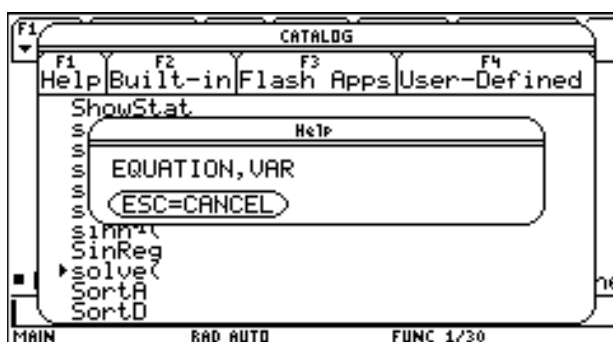 F1
CATALOG
F1 F2 F3 F4
Help Built-in Flash Apps User-Defined
ShowStat
s
Help
s
s
EQUATION,VAR
s
s
ESC=CANCEL
SinReg
▶solve(
SortA
SortD
MAIN RAD AUTO FUNC 1/30